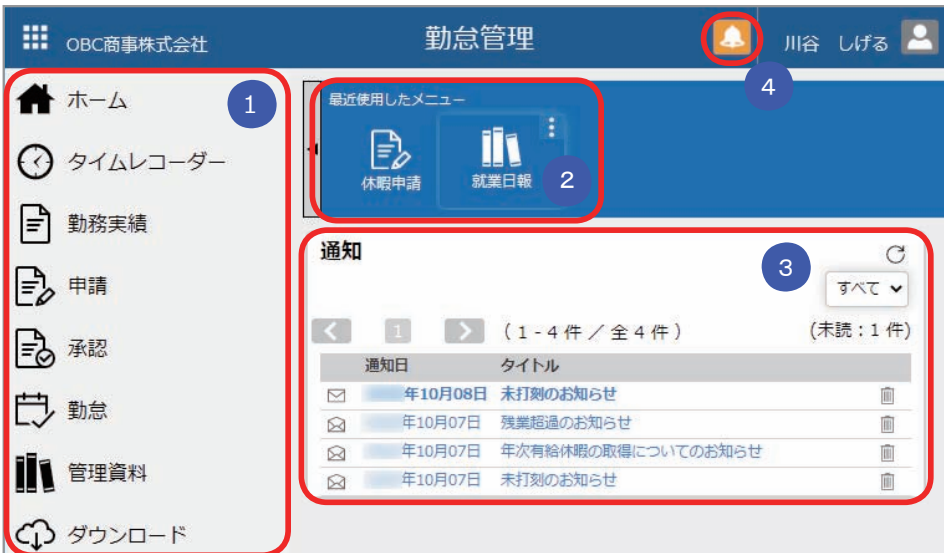 OBC商事株式会社
勤怠管理
川谷 しげる
4
ホーム
1
タイムレコーダー
勤務実績
申請
承認
勤怠
管理資料
ダウンロード
最近使用したメニュー
休暇申請
就業日報
2
通知
3
すべて
1
(1-4件/全4件)
(未読:1件)
通知日 タイトル
年10月08日 未打刻のお知らせ
年10月07日 残業超過のお知らせ
年10月07日 年次有給休暇の取得についてのお知らせ
年10月07日 未打刻のお知らせ